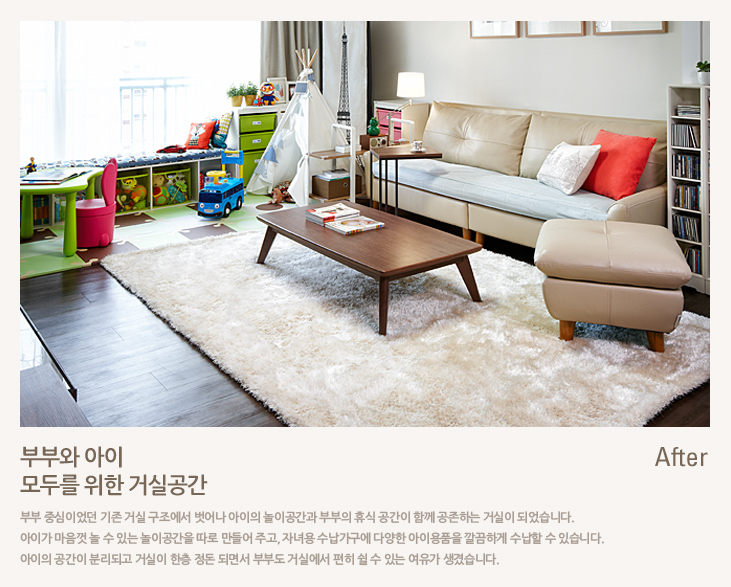 부부와 아이
모두를 위한 거실공간
After
부부 중심이었던 기존 거실 구조에서 벗어나 아이의 놀이공간과 부부의 휴식 공간이 함께 공존하는 거실이 되었습니다.
아이가 마음껏 놀 수 있는 놀이공간을 따로 만들어 주고, 자녀용 수납가구에 다양한 아이용품을 깔끔하게 수납할 수 있습니다.
아이의 공간이 분리되고 거실이 한층 정돈 되면서 부부도 거실에서 편히 쉴 수 있는 여유가 생겼습니다.